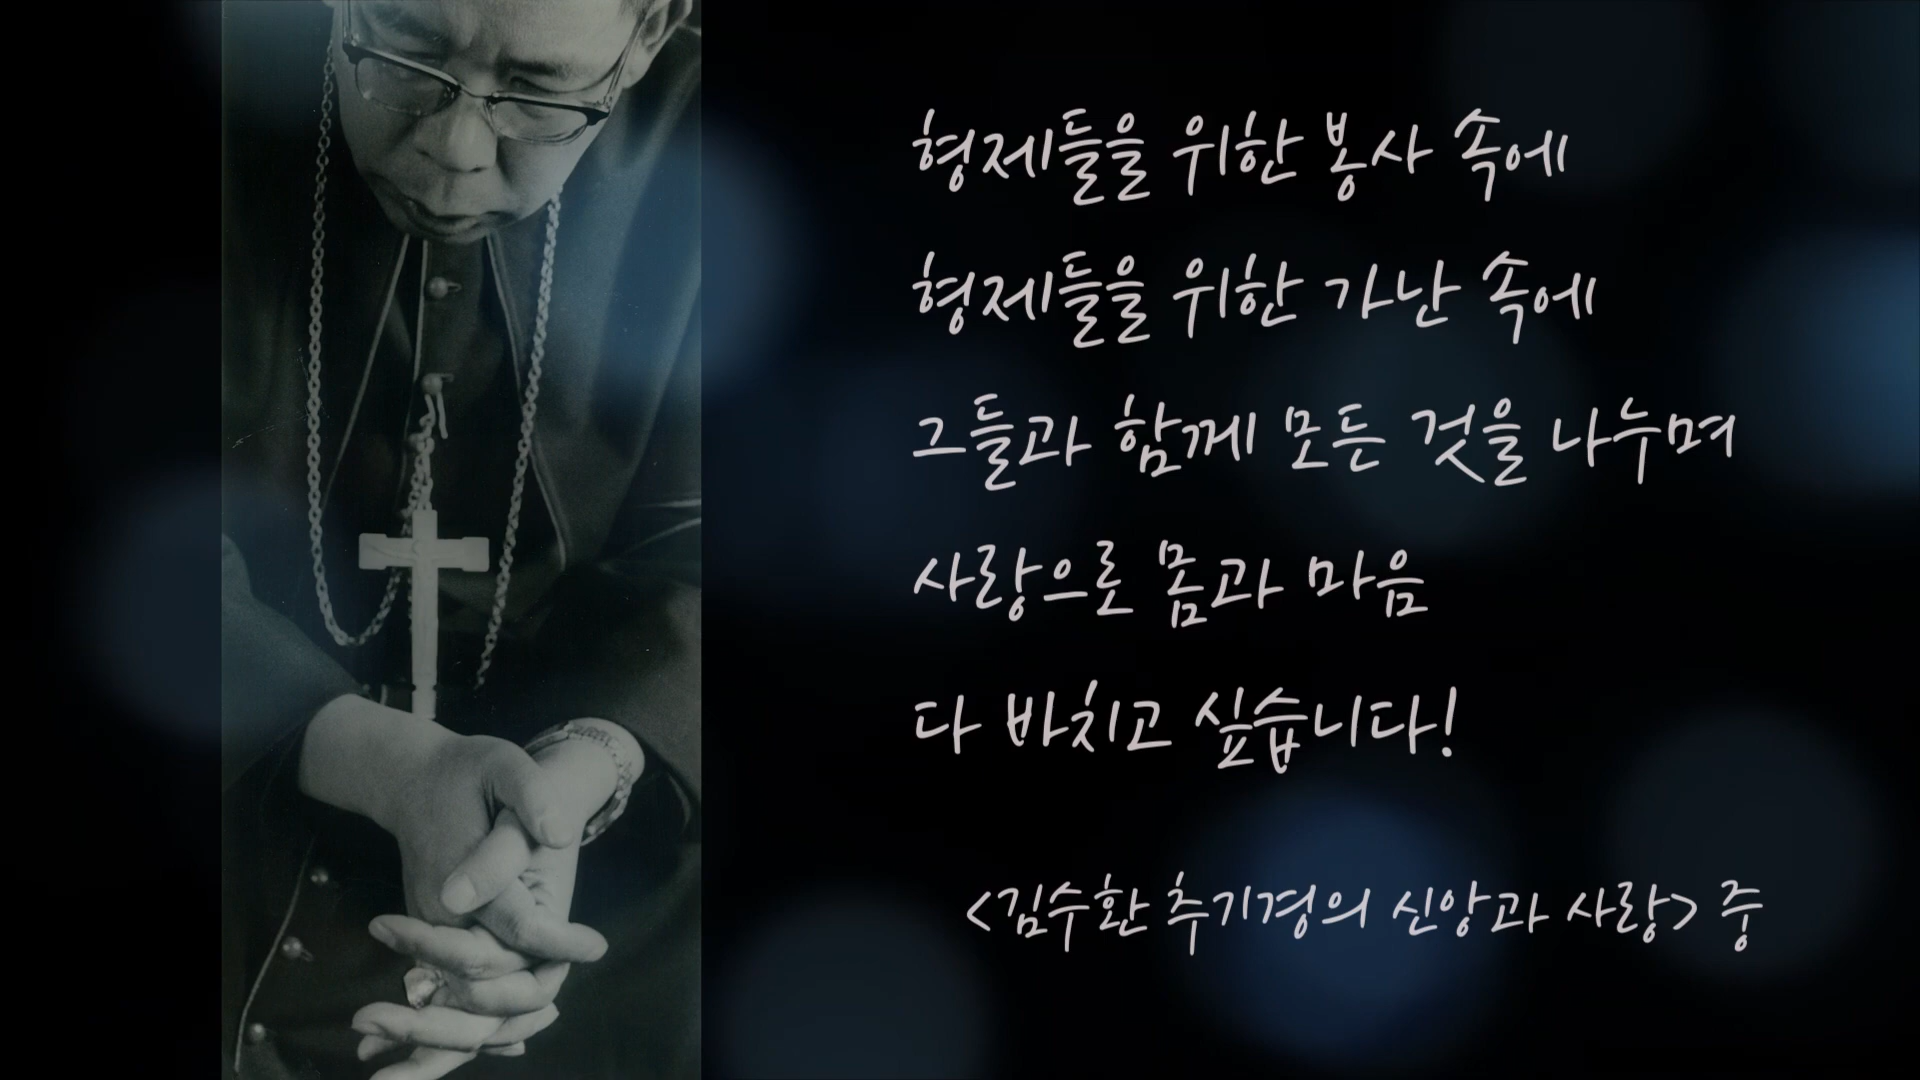 형제들을 위한 봉사 속에
형제들을 위한 가난 속에
그들과 함께 모든 것을 나누며
사랑으로 몸과 마음
다 바치고 싶습니다!
<김수환 추기경의 신앙과 사랑> 중